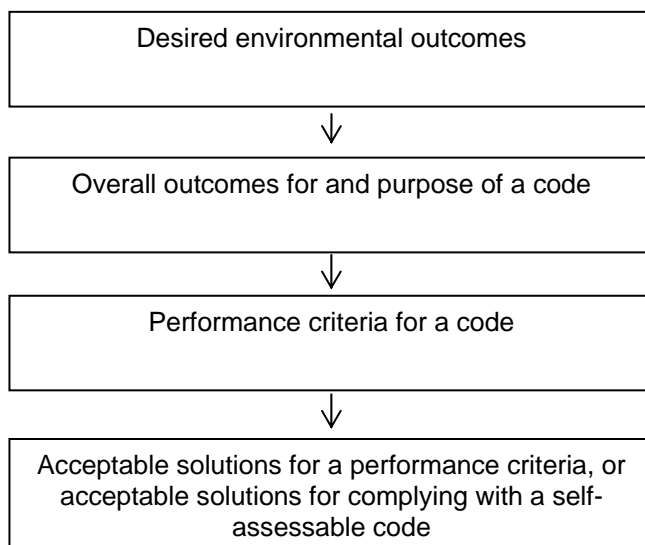 Desired environmental outcomes
Overall outcomes for and purpose of a code
Performance criteria for a code
Acceptable solutions for a performance criteria, or
acceptable solutions for complying with a self-
assessable code